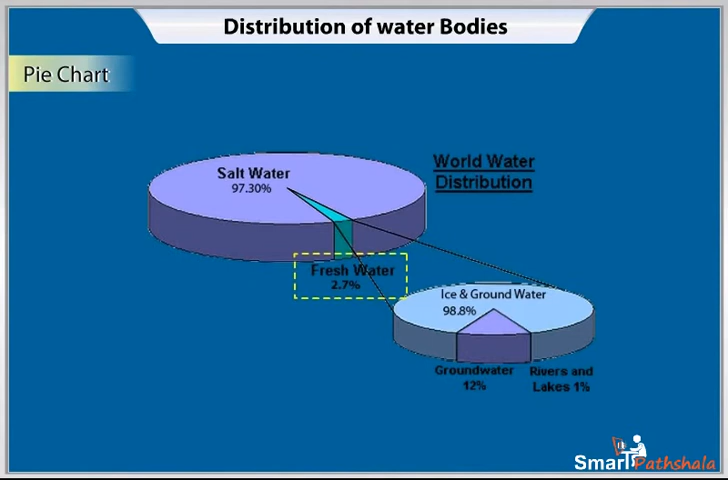 Distribution of water Bodies
Pie Chart
Salt Water
97.30%
World Water
Distribution
Fresh Water
2.7%
Ice & Ground Water
98.8%
Groundwater
12%
Rivers and
Lakes 1%
SmartPathshala